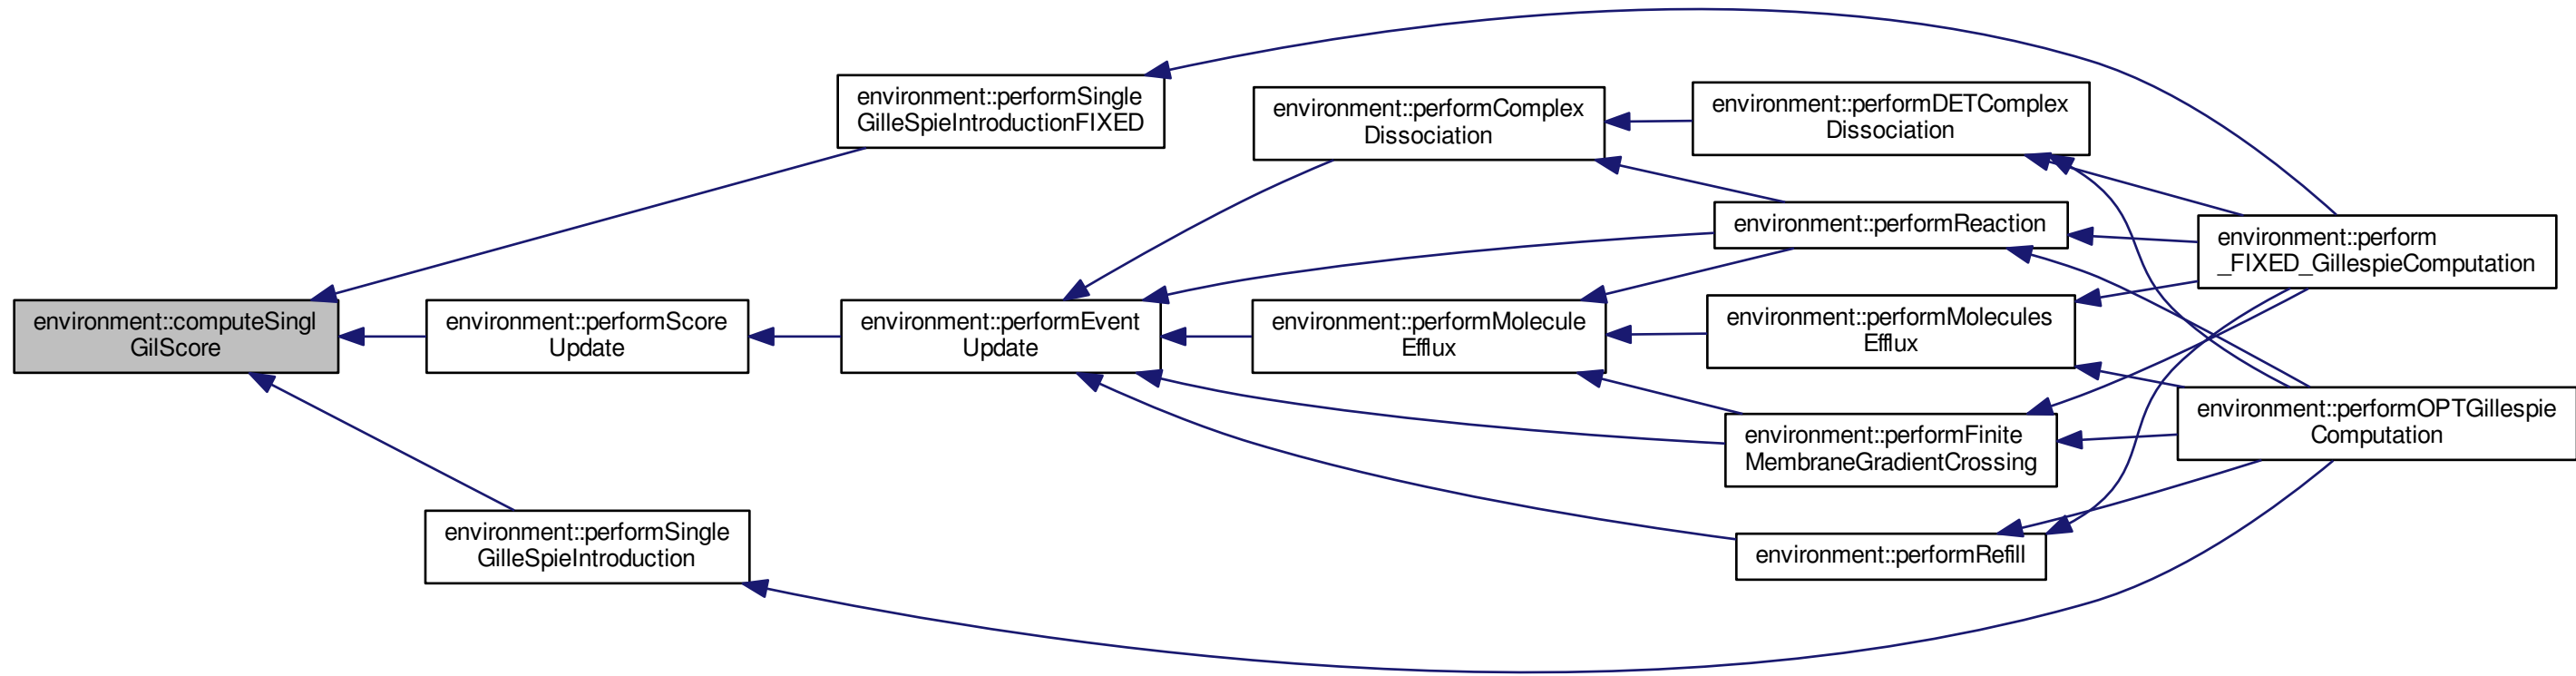 environment::computeSingl
GilScore
environment::performSingle
GilleSpieIntroductionFIXED
environment::performScore
Update
environment::performSingle
GilleSpieIntroduction
environment::performEvent
Update
environment::performComplex
Dissociation
environment::performMolecule
Efflux
environment::performDETComplex
Dissociation
environment::performReaction
environment::performMolecules
Efflux
environment::performFinite
MembraneGradientCrossing
environment::performRefill
environment::perform
_FIXED_GillespieComputation
environment::performOPTGillespie
Computation